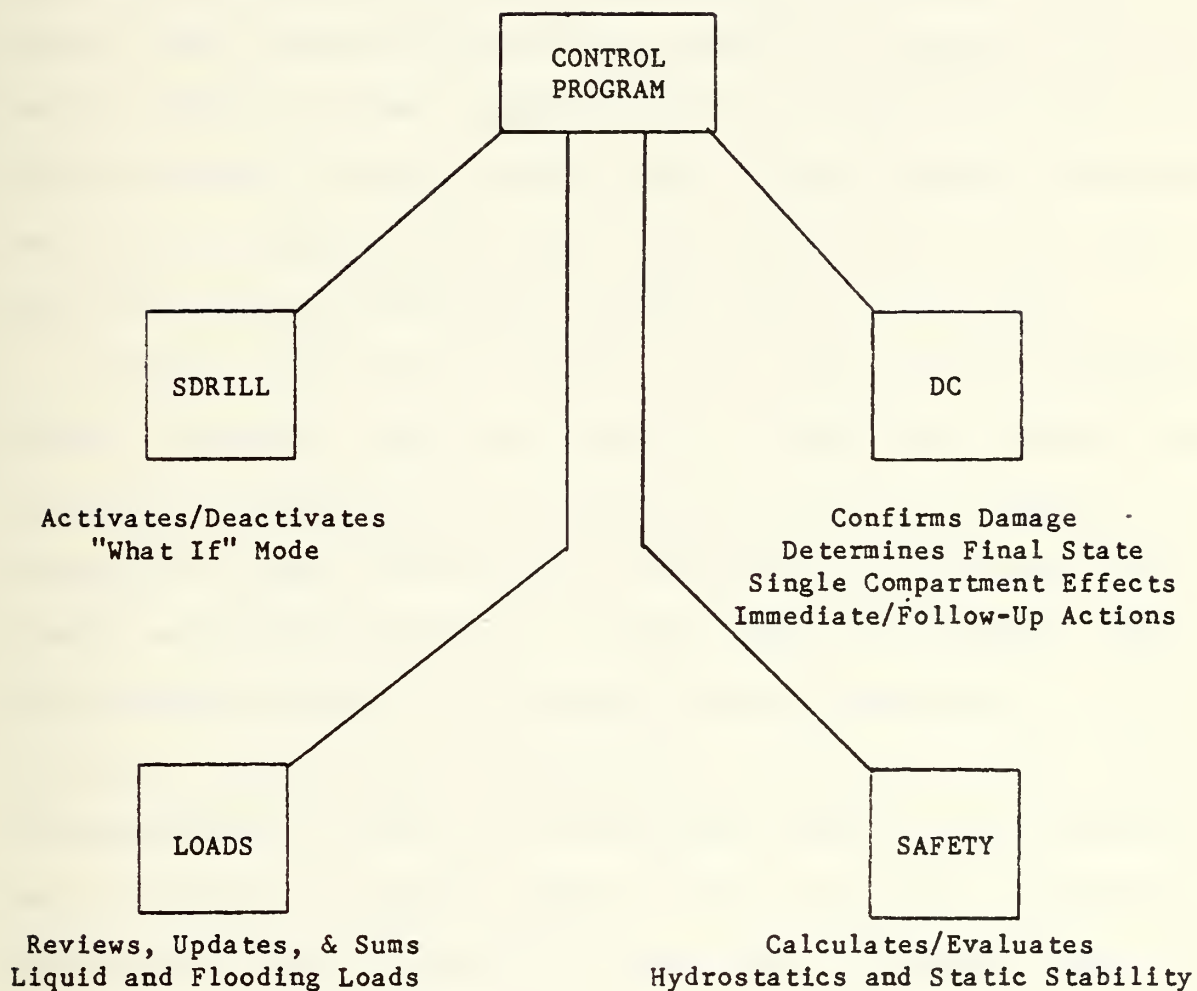 CONTROL
PROGRAM
SDRILL
DC
Activates/Deactivates
"What If" Mode
Confirms Damage
Determines Final State
Single Compartment Effects
Immediate/Follow-Up Actions
LOADS
SAFETY
Reviews, Updates, & Sums
Liquid and Flooding Loads
Calculates/Evaluates
Hydrostatics and Static Stability